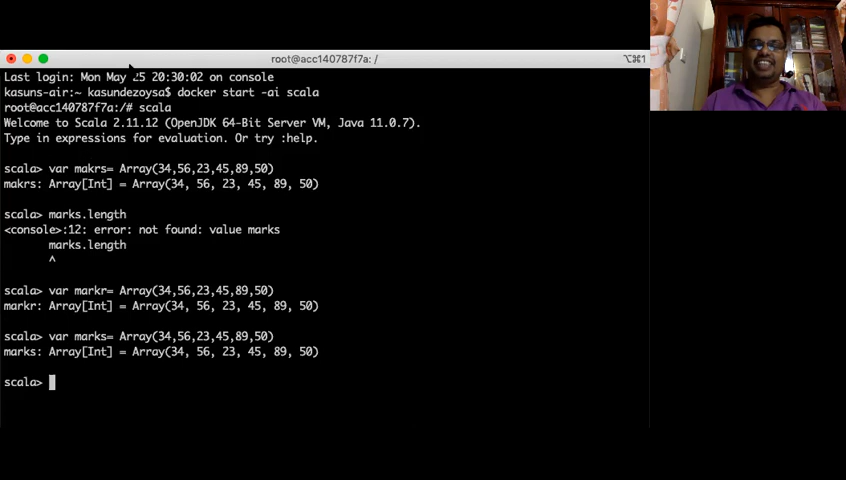 root@acc140787f7a: /
⌥⌘1
Last login: Mon May 25 20:30:02 on console
kasuns-air:~ kasundezoysa$ docker start -ai scala
root@acc140787f7a:/# scala
Welcome to Scala 2.11.12 (OpenJDK 64-Bit Server VM, Java 11.0.7).
Type in expressions for evaluation. Or try :help.
scala> var makrs= Array(34,56,23,45,89,50)
makrs: Array[Int] = Array(34, 56, 23, 45, 89, 50)
scala> marks.length
<console>:12: error: not found: value marks
marks.length
^
scala> var markr= Array(34,56,23,45,89,50)
markr: Array[Int] = Array(34, 56, 23, 45, 89, 50)
scala> var marks= Array(34,56,23,45,89,50)
marks: Array[Int] = Array(34, 56, 23, 45, 89, 50)
scala>